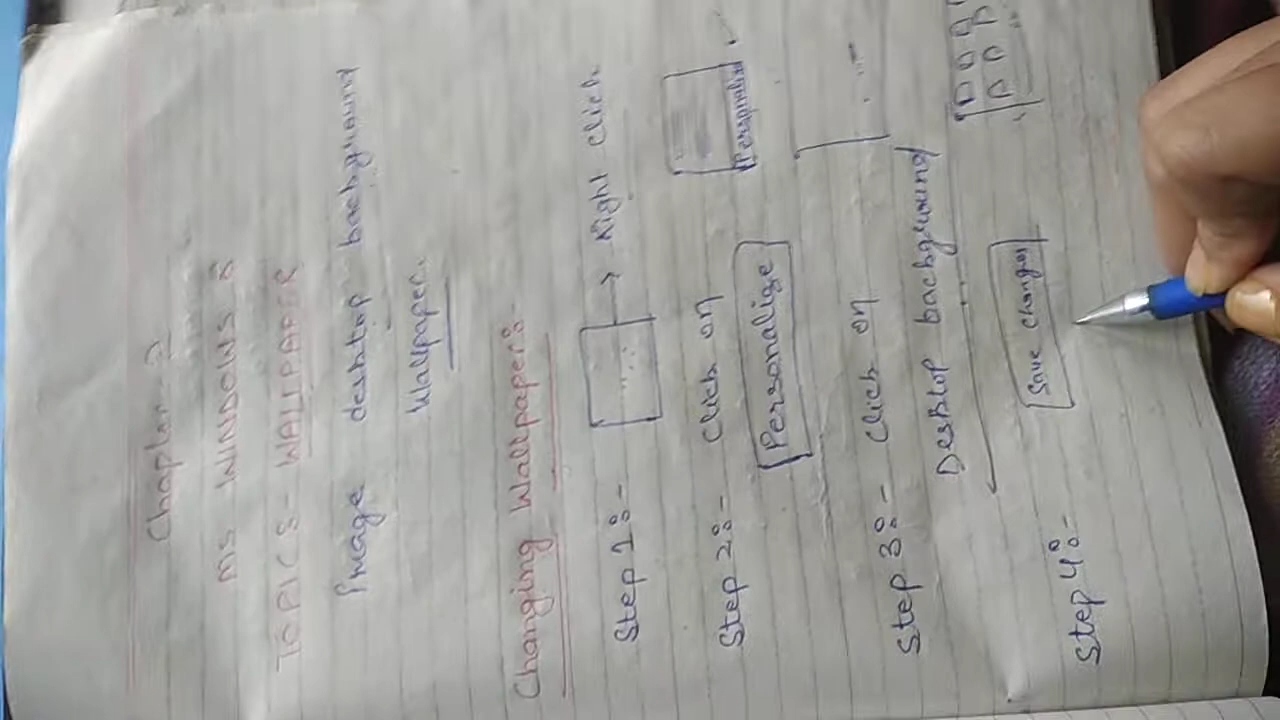 Chapter-2
MS WINDOWS
TOPICS- WALLPAPER
Image desktop background
Wallpaper.
Changing Wallpaper:-
Step 1:- → Right click.
Step 2:- Click on
Personalize
Step 3:- Click on
Desktop background
Save changes
Step 4:-